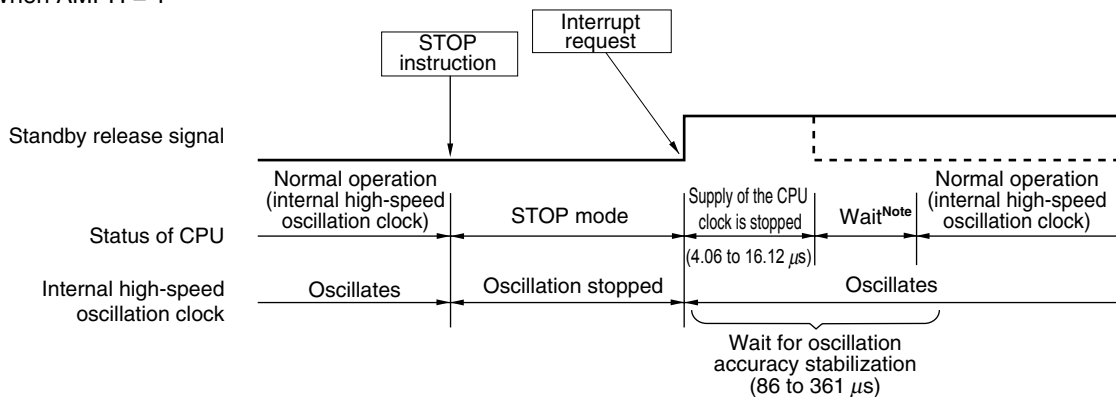 STOP
instruction
Interrupt
request
Standby release signal
Normal operation
(internal high-speed
oscillation clock)
Status of CPU
STOP mode
Supply of the CPU
clock is stopped
(4.06 to 16.12 μs)
Wait Note
Normal operation
(internal high-speed
oscillation clock)
Internal high-speed
oscillation clock
Oscillates
Oscillation stopped
Oscillates
Wait for oscillation
accuracy stabilization
(86 to 361 μs)